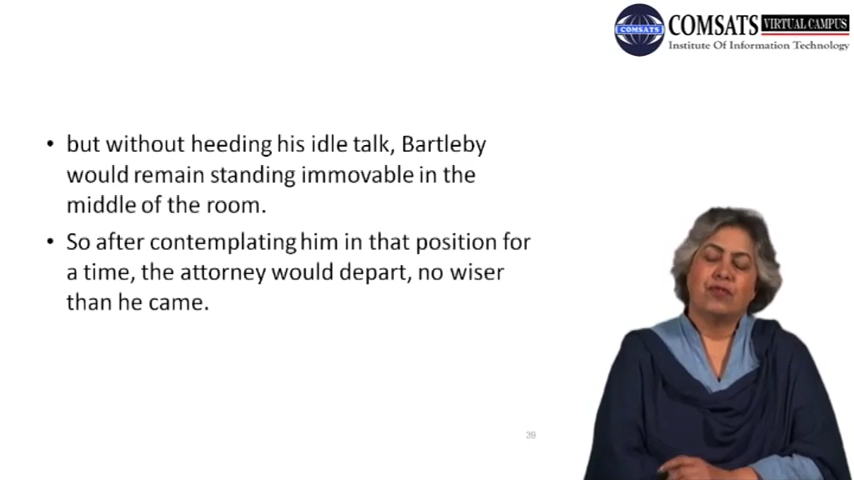 COMSATS
COMSATS VIRTUAL CAMPUS
Institute Of Information Technology
• but without heeding his idle talk, Bartleby
would remain standing immovable in the
middle of the room.
• So after contemplating him in that position for
a time, the attorney would depart, no wiser
than he came.
39